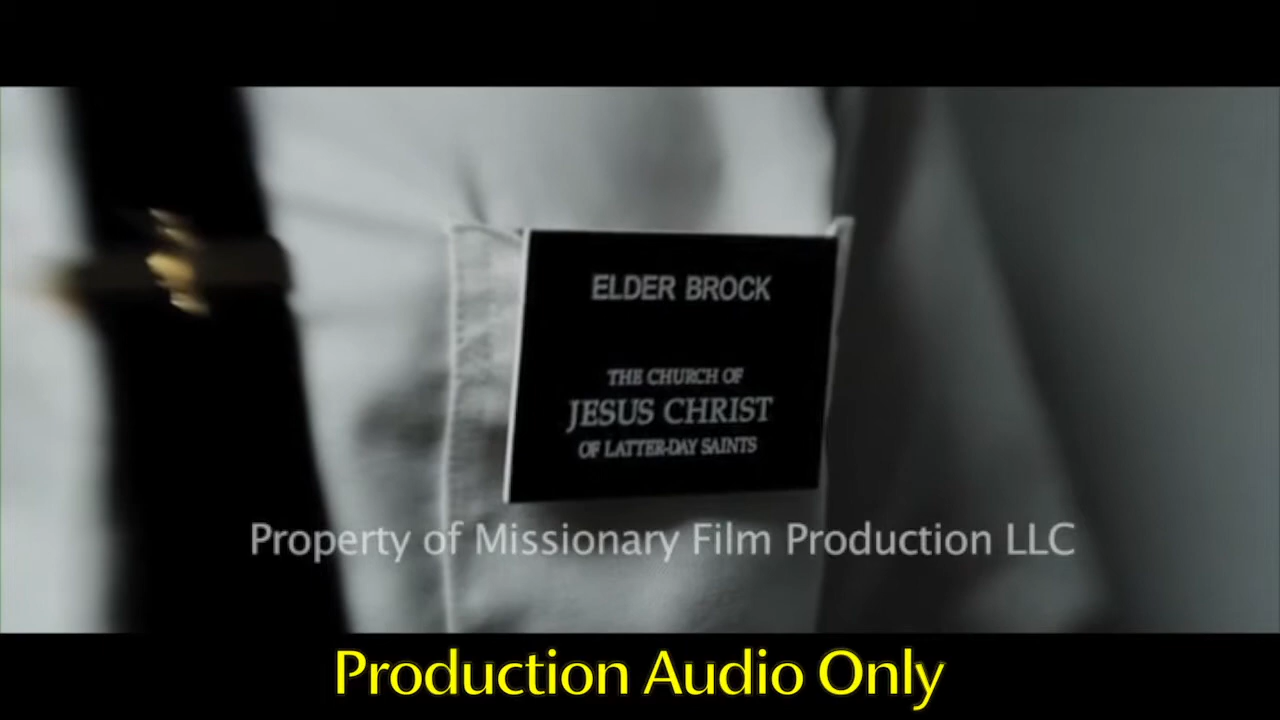 ELDER BROCK
THE CHURCH OF
JESUS CHRIST
OF LATTER-DAY SAINTS
Property of Missionary Film Production LLC
Production Audio Only